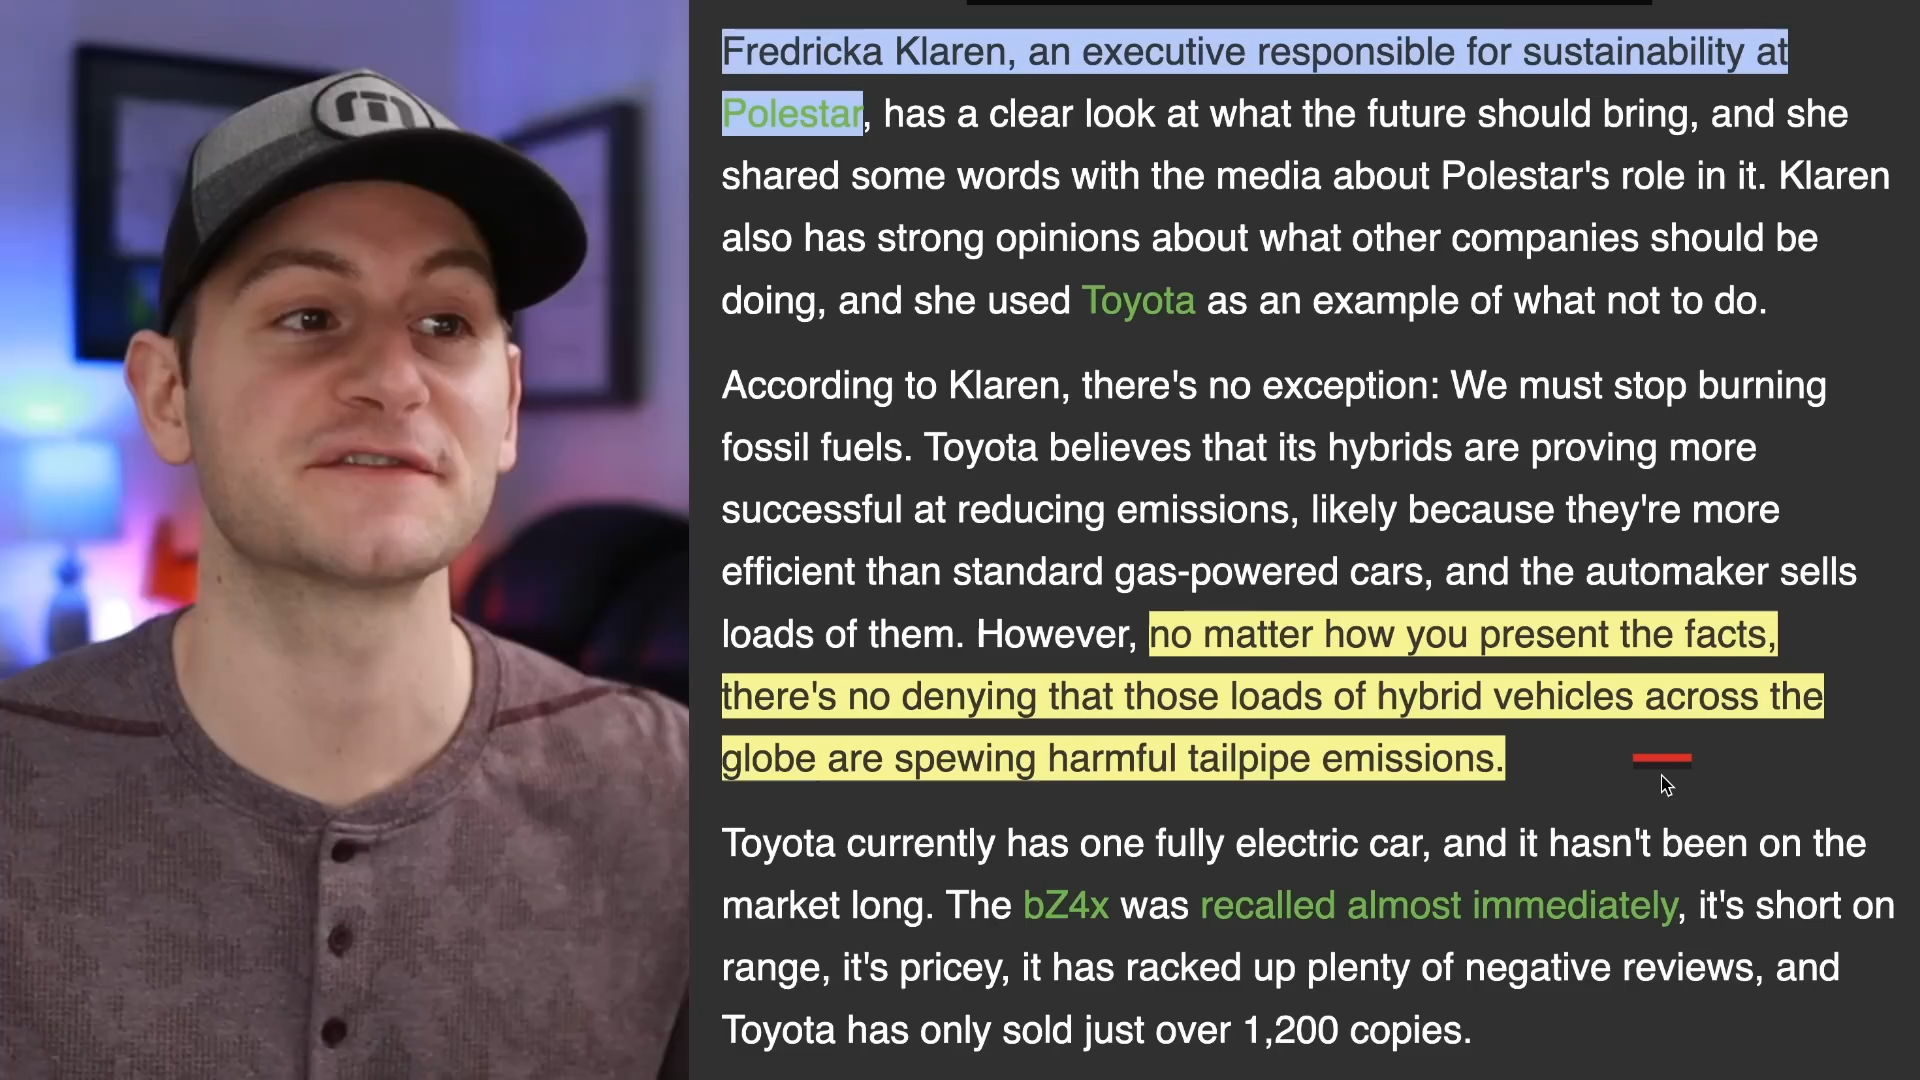 Fredricka Klaren, an executive responsible for sustainability at
Polestar, has a clear look at what the future should bring, and she
shared some words with the media about Polestar's role in it. Klaren
also has strong opinions about what other companies should be
doing, and she used Toyota as an example of what not to do.
According to Klaren, there's no exception: We must stop burning
fossil fuels. Toyota believes that its hybrids are proving more
successful at reducing emissions, likely because they're more
efficient than standard gas-powered cars, and the automaker sells
loads of them. However, no matter how you present the facts,
there's no denying that those loads of hybrid vehicles across the
globe are spewing harmful tailpipe emissions.
Toyota currently has one fully electric car, and it hasn't been on the
market long. The bZ4x was recalled almost immediately, it's short on
range, it's pricey, it has racked up plenty of negative reviews, and
Toyota has only sold just over 1,200 copies.